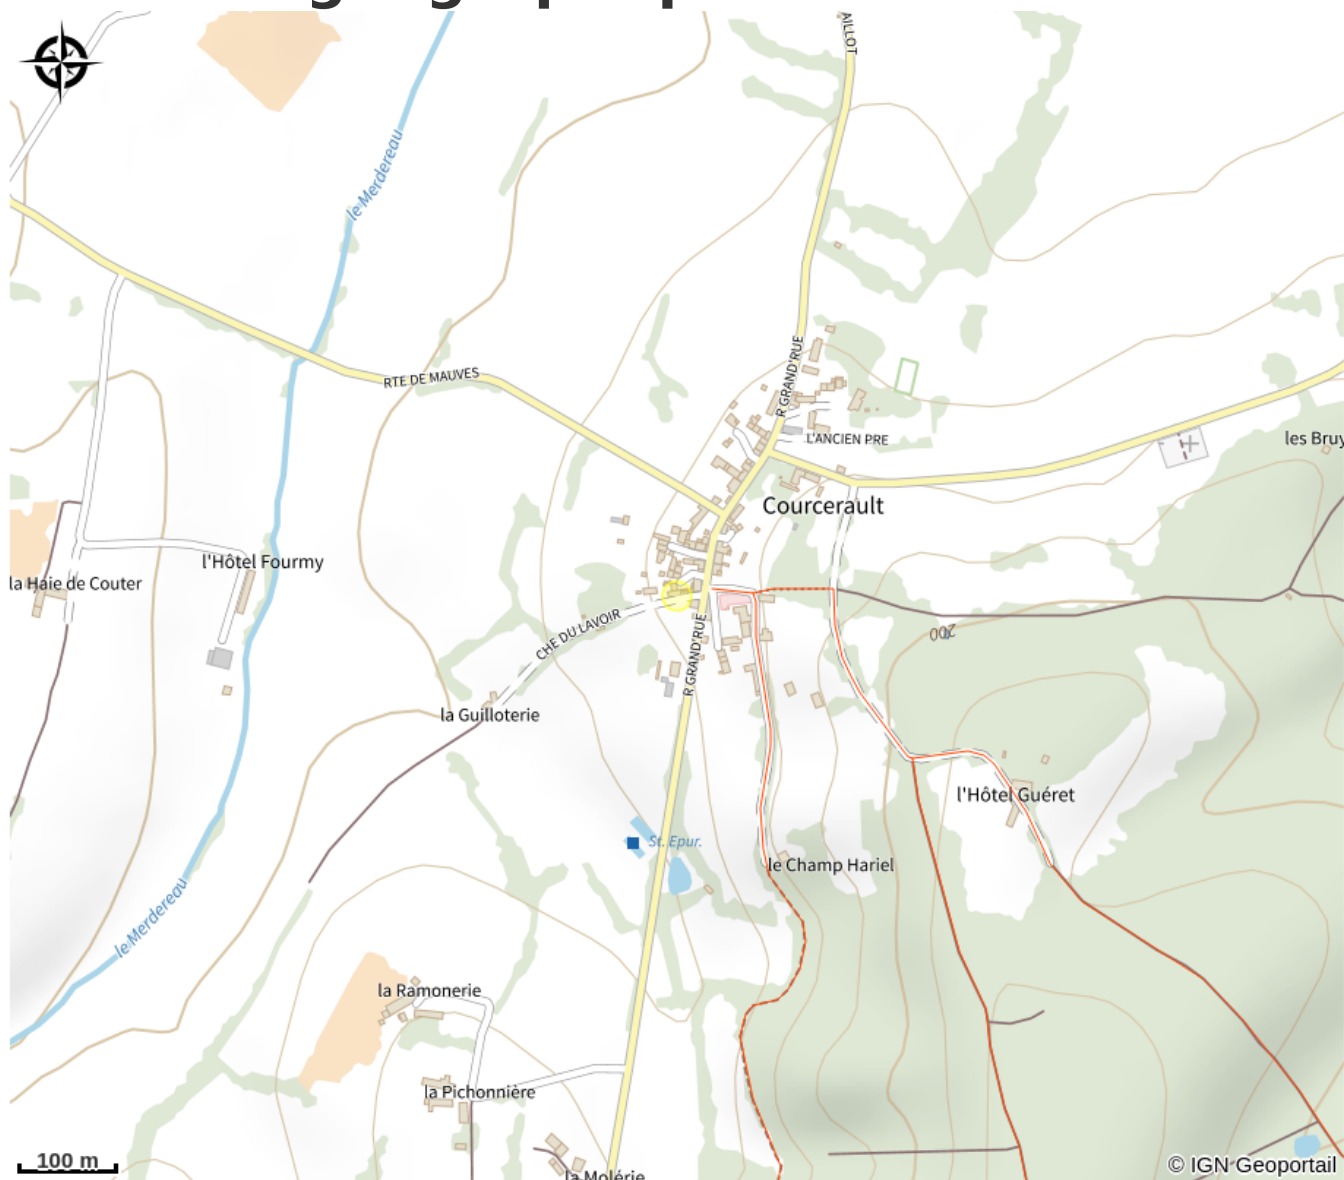 AILLOT
le Merdereau
RTE DE MAUVES
R GRAND'RUE
L'ANCIEN PRE
les Bruy
Courcerault
l'Hôtel Fourmy
la Haie de Couter
CHE DU LAVOIR
R GRAND'RUE
200
la Guilloterie
l'Hôtel Guéret
St. Epur.
le Champ Hariel
le Merdereau
la Ramonerie
la Pichonnière
la Molérie
100 m
© IGN Geoportail